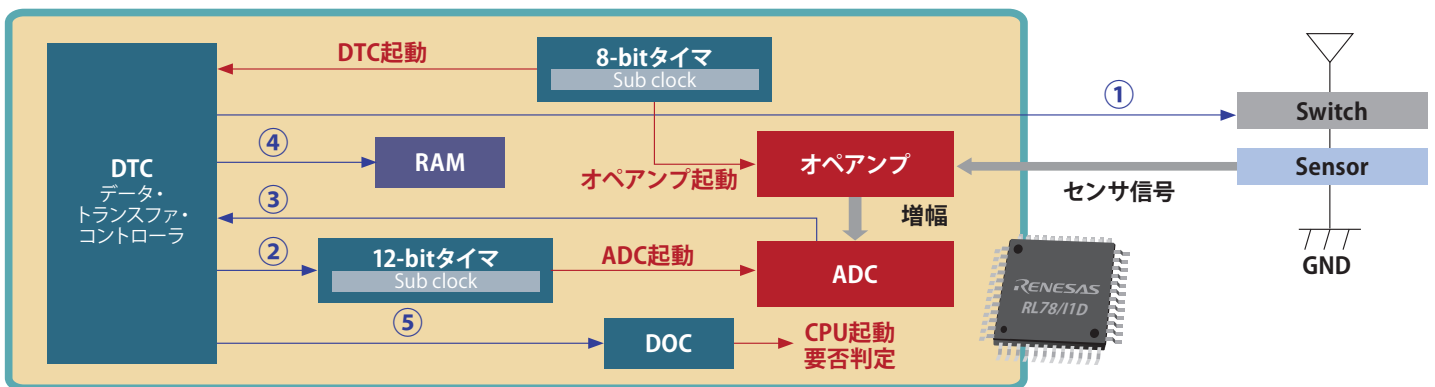 DTC起動
8-bitタイマ
Sub clock
①
Switch
④
RAM
DTC
データ・
トランスファ・
コントローラ
オペアンプ起動
オペアンプ
Sensor
センサ信号
③
増幅
②
12-bitタイマ
Sub clock
ADC起動
ADC
RENESAS
RL78/I1D
GND
⑤
DOC
CPU起動
要否判定